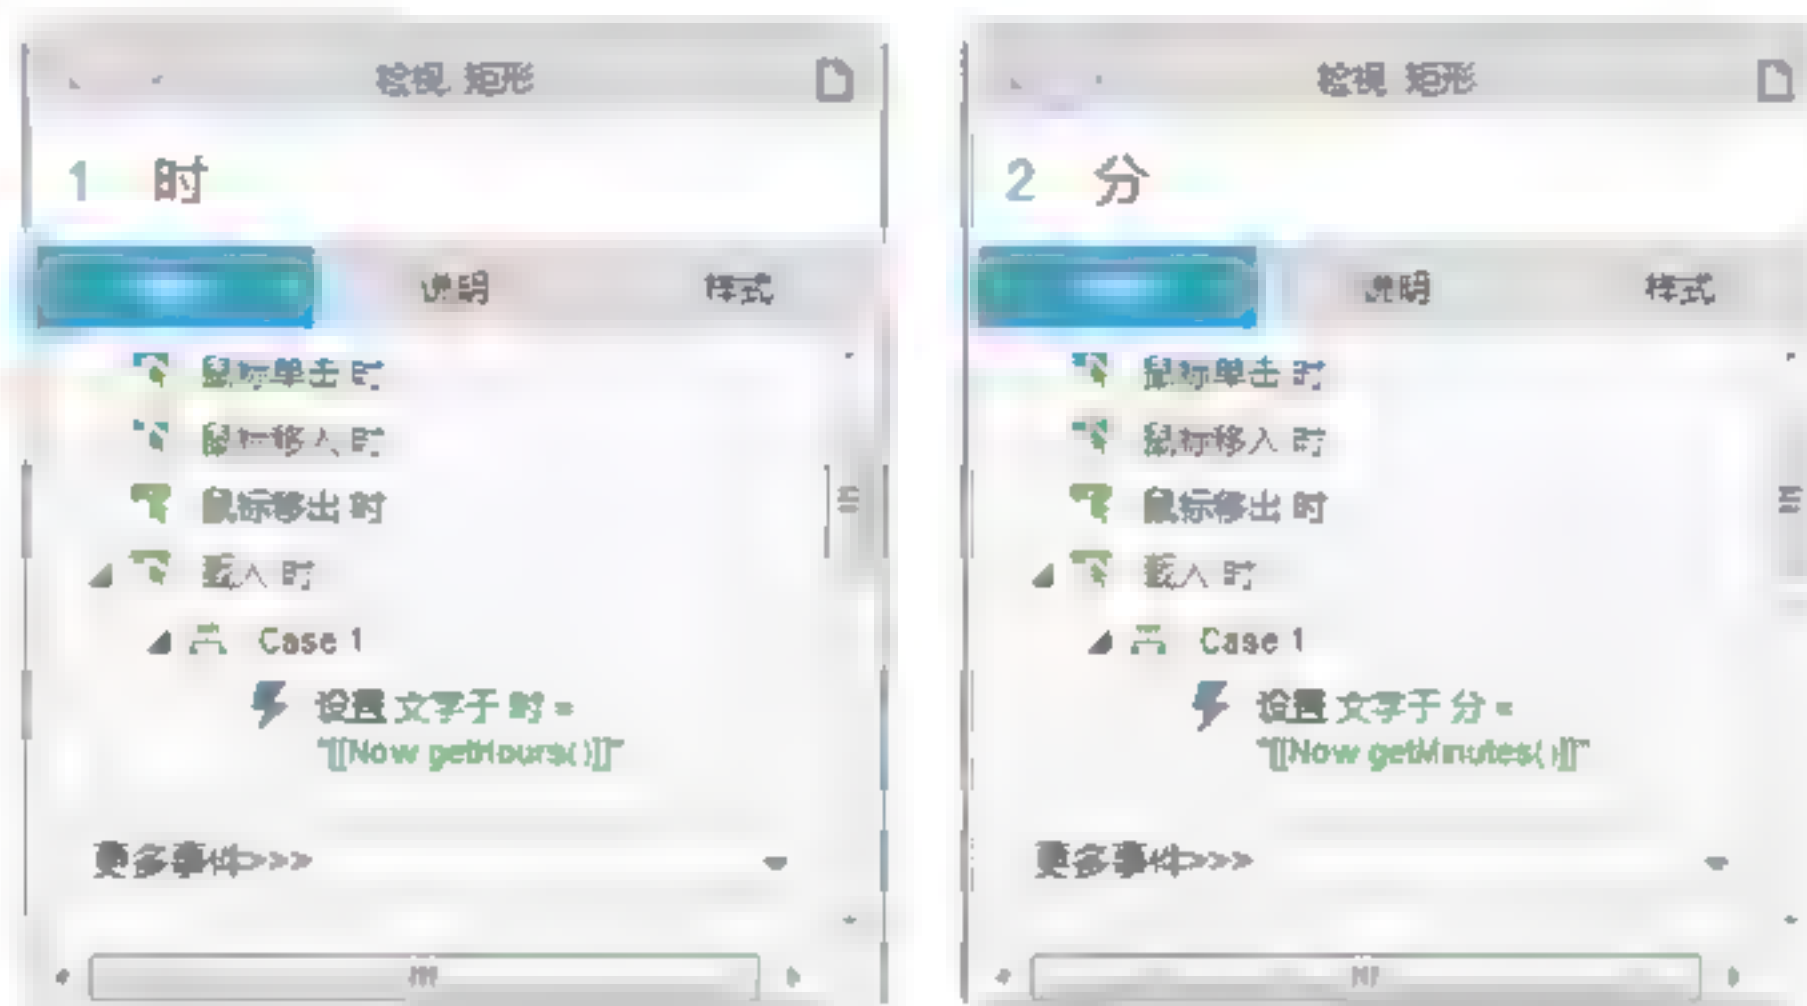 检视 矩形
1 时
说明 样式
鼠标单击 时
鼠标移入 时
鼠标移出 时
载入 时
Case 1
设置 文字于 时 =
"[[Now getHours()]]"
更多事件>>>
检视 矩形
2 分
说明 样式
鼠标单击 时
鼠标移入 时
鼠标移出 时
载入 时
Case 1
设置 文字于 分 =
"[[Now getMinutes()]]"
更多事件>>>